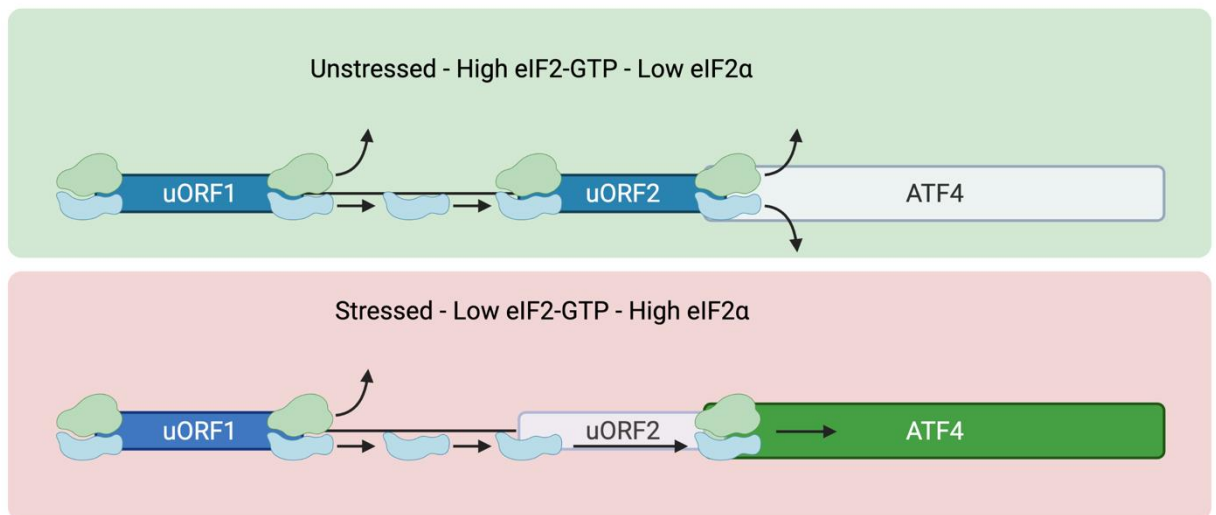 Unstressed - High eIF2-GTP - Low eIF2α
uORF1
uORF2
ATF4
Stressed - Low eIF2-GTP - High eIF2α
uORF1
uORF2
ATF4